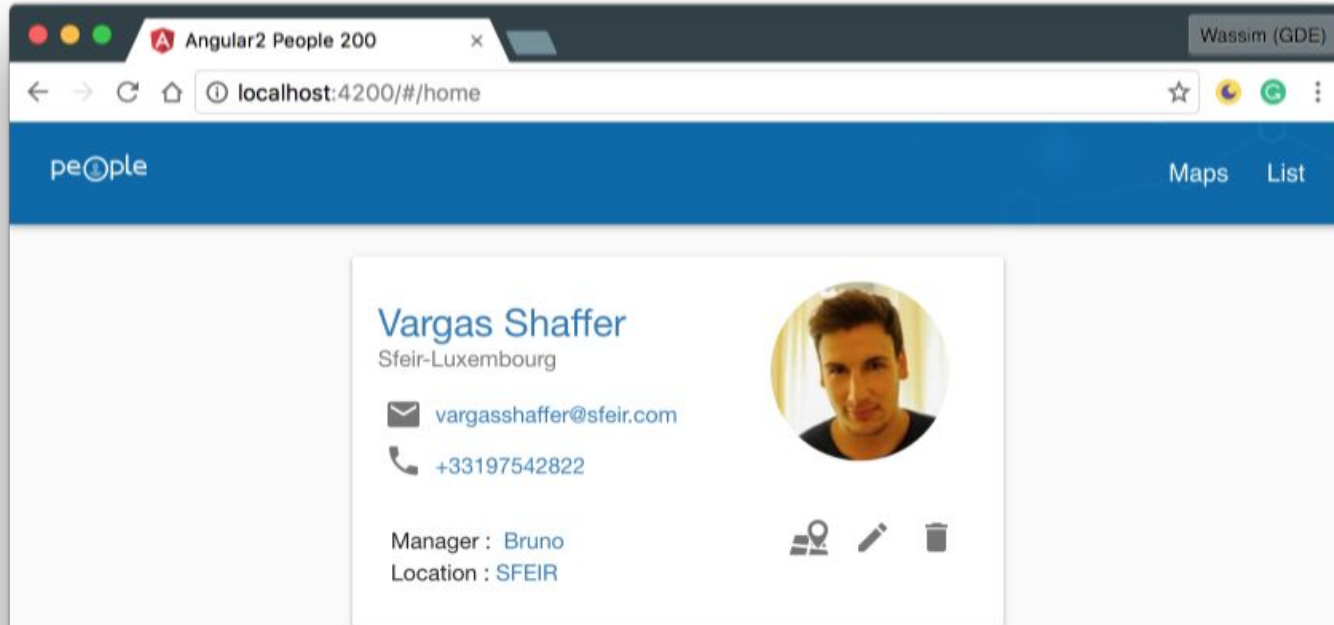 Angular2 People 200
Wassim (GDE)
localhost:4200/#/home
people
Maps List
Vargas Shaffer
Sfeir-Luxembourg
vargasshaffer@sfeir.com
+33197542822
Manager : Bruno
Location : SFEIR